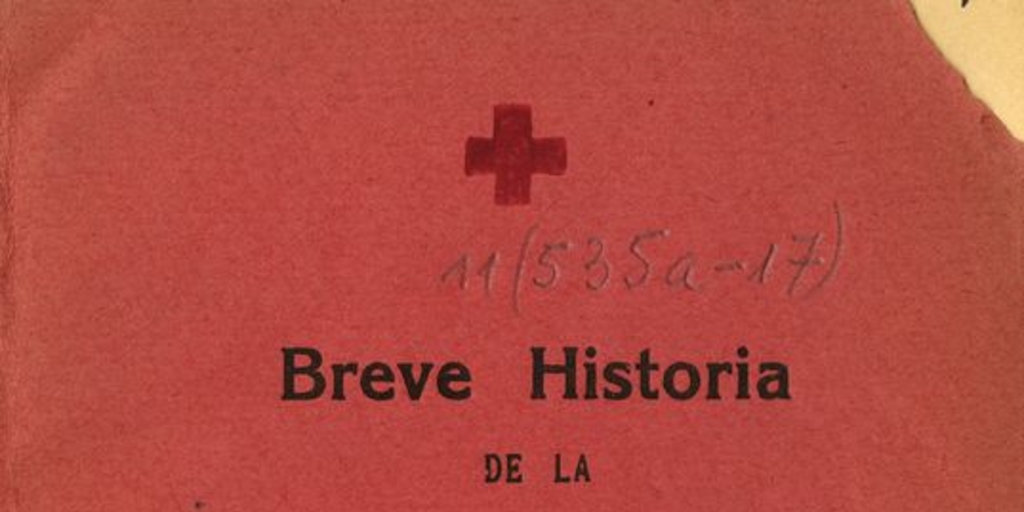 11(535a-17)
Breve Historia
DE LA